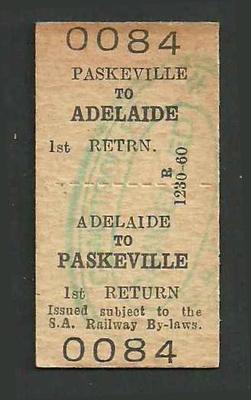 0084
PASKEVILLE
TO
ADELAIDE
1st RETRN.
R
1230-60
ADELAIDE
TO
PASKEVILLE
1st RETURN
Issued subject to the
S.A. Railway By-laws.
0084